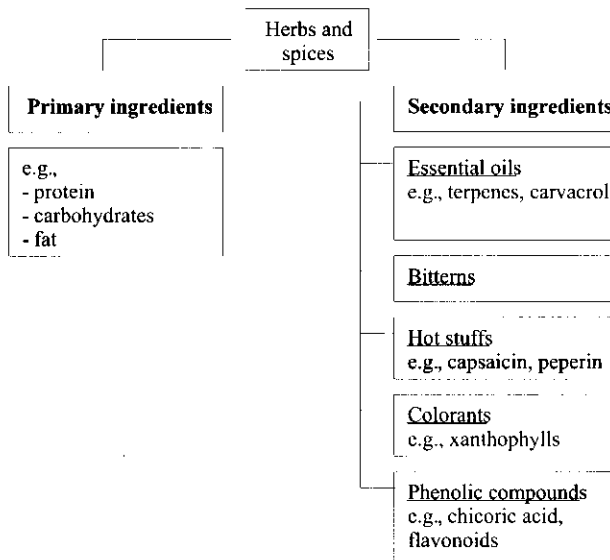 Herbs and
spices
Primary ingredients
e.g.,
- protein
- carbohydrates
- fat
Secondary ingredients
Essential oils
e.g., terpenes, carvacrol
Bitterns
Hot stuffs
e.g., capsaicin, peperin
Colorants
e.g., xanthophylls
Phenolic compounds
e.g., chicoric acid,
flavonoids